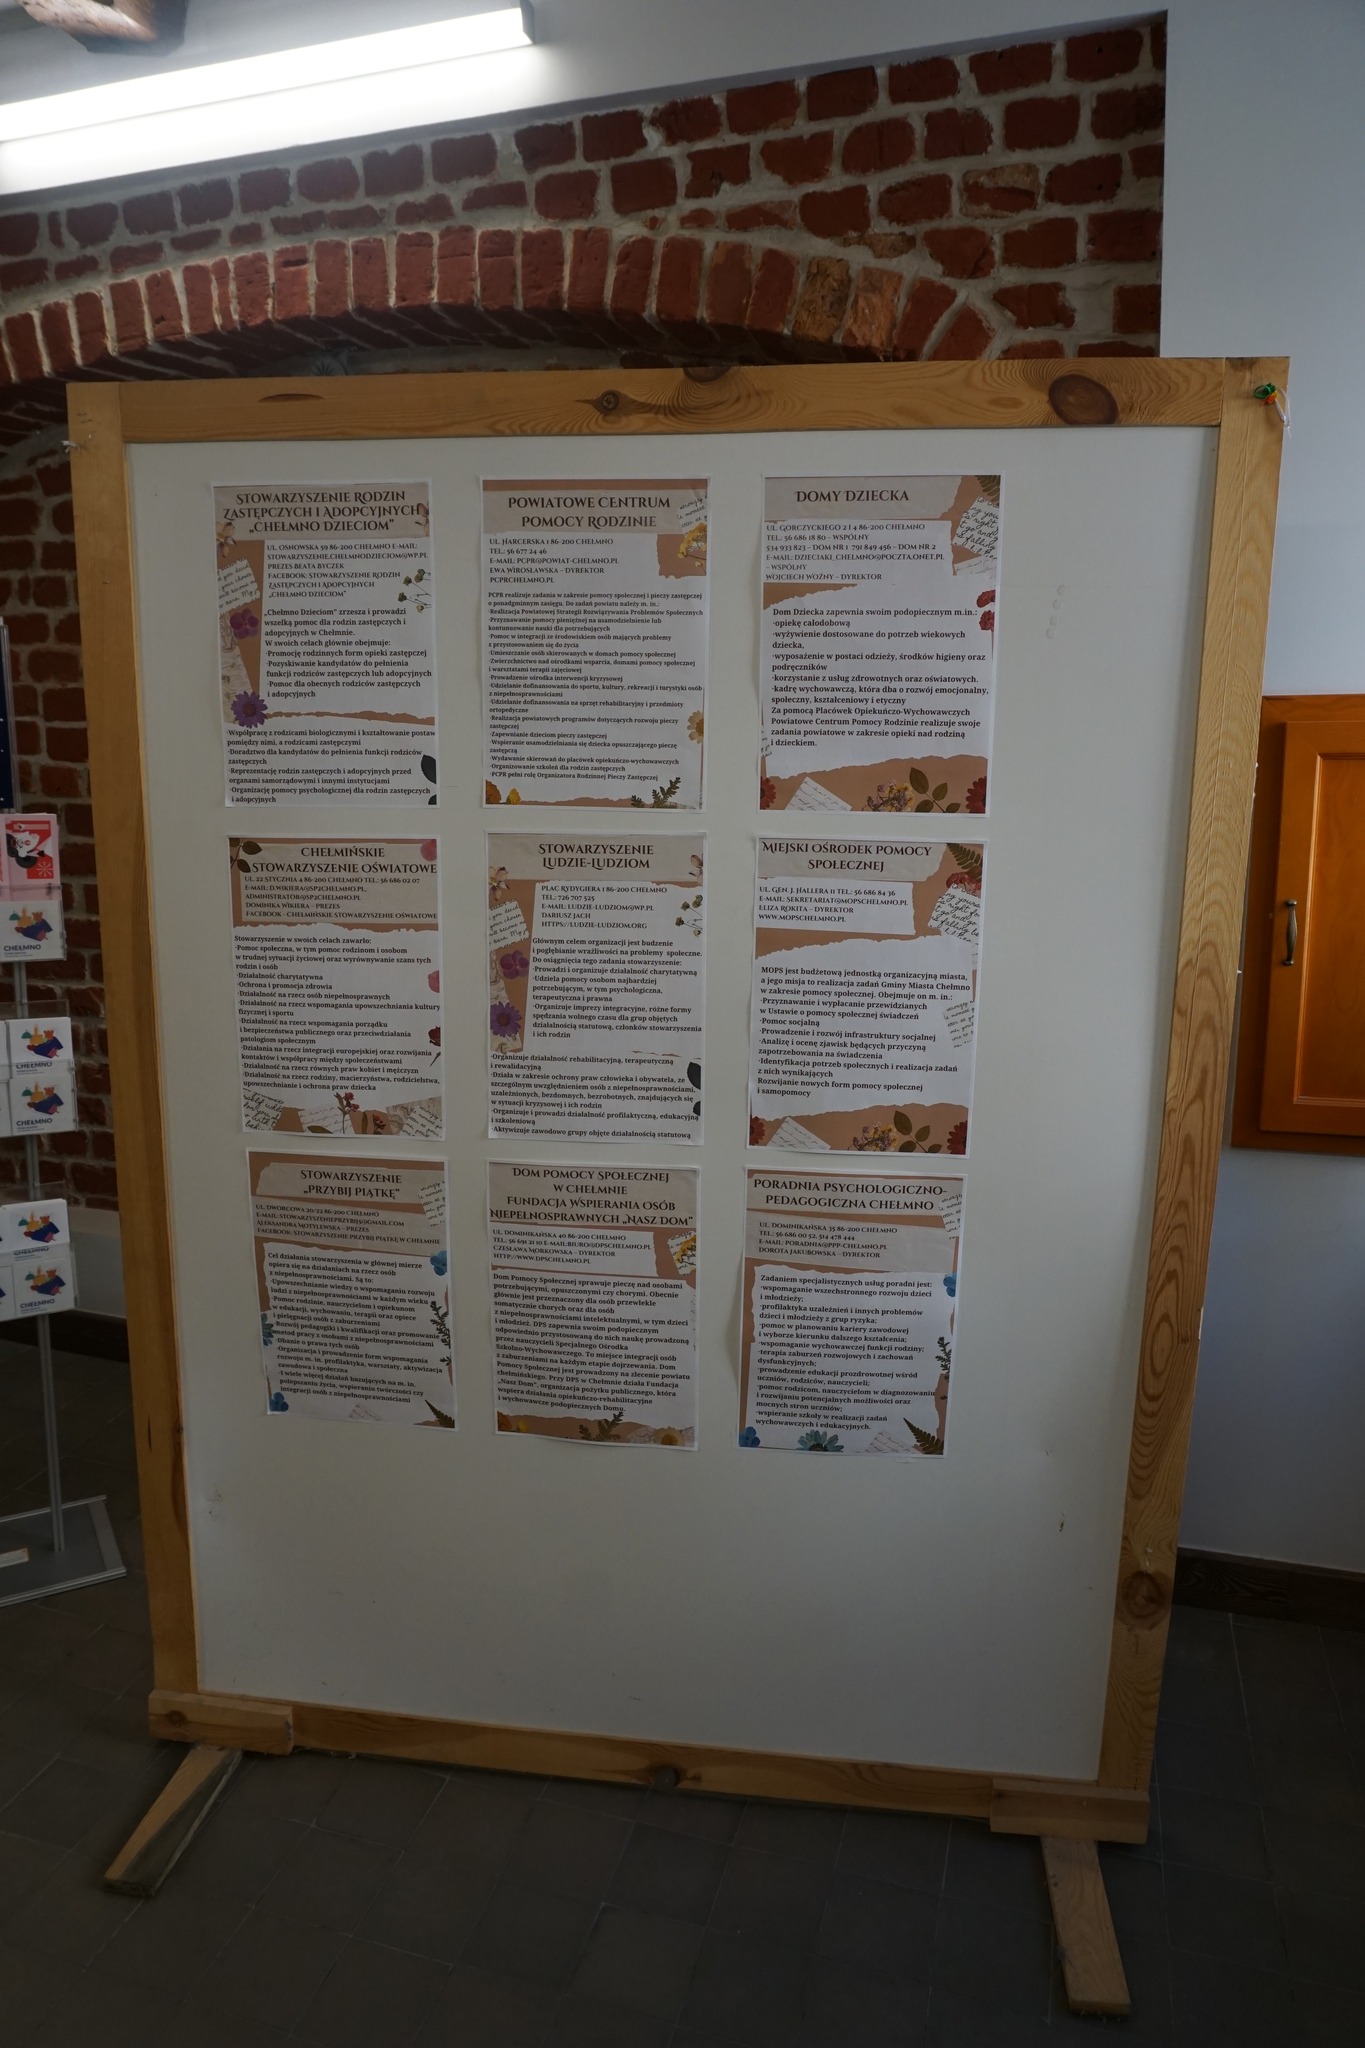 STOWARZYSZENIE RODZIN
ZASTĘPCZYCH I ADOPCYJNYCH
„CHEŁMNO DZIECIOM”
UL. OSNOWSKA 59 86-200 CHEŁMNO E-MAIL:
STOWARZYSZENIE.CHELMNODZIECIOM@WP.PL
PREZES BEATA BYCZEK
FACEBOOK: STOWARZYSZENIE RODZIN
ZASTĘPCZYCH I ADOPCYJNYCH
„CHEŁMNO DZIECIOM”
„Chełmno Dzieciom” zrzesza i prowadzi
wszelką pomoc dla rodzin zastępczych i
adopcyjnych w Chełmnie.
W swoich celach głównie obejmuje:
·Promocję rodzinnych form opieki zastępczej
·Pozyskiwanie kandydatów do pełnienia
funkcji rodziców zastępczych lub adopcyjnych
·Pomoc dla obecnych rodziców zastępczych
i adopcyjnych
·Współpracę z rodzicami biologicznymi i kształtowanie postaw
pomiędzy nimi, a rodzicami zastępczymi
·Doradztwo dla kandydatów do pełnienia funkcji rodziców
zastępczych
·Reprezentację rodzin zastępczych i adopcyjnych przed
organami samorządowymi i innymi instytucjami
·Organizację pomocy psychologicznej dla rodzin zastępczych
i adopcyjnych
POWIATOWE CENTRUM
POMOCY RODZINIE
UL. HARCERSKA 1 86-200 CHEŁMNO
TEL.: 56 677 24 46
E-MAIL: PCPR@POWIAT-CHELMNO.PL
EWA WIROSŁAWSKA – DYREKTOR
PCPRCHELMNO.PL
PCPR realizuje zadania w zakresie pomocy społecznej i pieczy zastępczej
o ponadgminnym zasięgu. Do zadań powiatu należy m. in.:
·Realizacja Powiatowej Strategii Rozwiązywania Problemów Społecznych
·Przyznawanie pomocy pieniężnej na usamodzielnienie lub
kontunuowanie nauki dla potrzebujących
·Pomoc w integracji ze środowiskiem osób mających problemy
z przystosowaniem się do życia
·Umieszczanie osób skierowanych w domach pomocy społecznej
·Zwierzchnictwo nad ośrodkami wsparcia, domami pomocy społecznej
i warsztatami terapii zajęciowej
·Prowadzenie ośrodka interwencji kryzysowej
·Udzielanie dofinansowania do sportu, kultury, rekreacji i turystyki osób
z niepełnosprawnościami
·Udzielanie dofinansowania na sprzęt rehabilitacyjny i przedmioty
ortopedyczne
·Realizacja powiatowych programów dotyczących rozwoju pieczy
zastępczej
·Zapewnianie dzieciom pieczy zastępczej
·Wspieranie usamodzielniania się dziecka opuszczającego pieczę
zastępczą
·Wydawanie skierowań do placówek opiekuńczo-wychowawczych
·Organizowanie szkoleń dla rodzin zastępczych
·PCPR pełni rolę Organizatora Rodzinnej Pieczy Zastępczej
DOMY DZIECKA
UL. GORCZYCKIEGO 2 I 4 86-200 CHEŁMNO
TEL. 56 686 18 80 – WSPÓLNY
534 933 823 – DOM NR 1 791 849 456 – DOM NR 2
E-MAIL: DZIECIAKI_CHELMNO@POCZTA.ONET.PL
– WSPÓLNY
WOJCIECH WOŹNY – DYREKTOR
Dom Dziecka zapewnia swoim podopiecznym m.in.:
·opiekę całodobową
·wyżywienie dostosowane do potrzeb wiekowych
dziecka,
·wyposażenie w postaci odzieży, środków higieny oraz
podręczników
·korzystanie z usług zdrowotnych oraz oświatowych.
·kadrę wychowawczą, która dba o rozwój emocjonalny,
społeczny, kształceniowy i etyczny
Za pomocą Placówek Opiekuńczo-Wychowawczych
Powiatowe Centrum Pomocy Rodzinie realizuje swoje
zadania powiatowe w zakresie opieki nad rodziną
i dzieckiem.
CHEŁMIŃSKIE
STOWARZYSZENIE OŚWIATOWE
UL. 22 STYCZNIA 4 86-200 CHEŁMNO TEL: 56 686 02 07
E-MAIL: D.WIKIERA@SP2CHELMNO.PL,
ADMINISTRATOR@SP2CHELMNO.PL
DOMINIKA WIKIERA – PREZES
FACEBOOK - CHEŁMIŃSKIE STOWARZYSZENIE OŚWIATOWE
Stowarzyszenie w swoich celach zawarło:
·Pomoc społeczna, w tym pomoc rodzinom i osobom
w trudnej sytuacji życiowej oraz wyrównywanie szans tych
rodzin i osób
·Działalność charytatywna
·Ochrona i promocja zdrowia
·Działalność na rzecz osób niepełnosprawnych
·Działalność na rzecz wspomagania upowszechniania kultury
fizycznej i sportu
·Działalność na rzecz wspomagania porządku
i bezpieczeństwa publicznego oraz przeciwdziałania
patologiom społecznym
·Działania na rzecz integracji europejskiej oraz rozwijania
kontaktów i współpracy między społeczeństwami
·Działalność na rzecz równych praw kobiet i mężczyzn
·Działalność na rzecz rodziny, macierzyństwa, rodzicielstwa,
upowszechnianie i ochrona praw dziecka
STOWARZYSZENIE
LUDZIE-LUDZIOM
PLAC RYDYGIERA 1 86-200 CHEŁMNO
TEL.: 726 707 525
E-MAIL: LUDZIE-LUDZIOM@WP.PL
DARIUSZ JACH
HTTPS://LUDZIE-LUDZIOM.ORG
Głównym celem organizacji jest budzenie
i pogłębianie wrażliwości na problemy społeczne.
Do osiągnięcia tego zadania stowarzyszenie:
·Prowadzi i organizuje działalność charytatywną
·Udziela pomocy osobom najbardziej
potrzebującym, w tym psychologiczna,
terapeutyczna i prawna
·Organizuje imprezy integracyjne, różne formy
spędzania wolnego czasu dla grup objętych
działalnością statutową, członków stowarzyszenia
i ich rodzin
·Organizuje działalność rehabilitacyjną, terapeutyczną
i rewalidacyjną
·Działa w zakresie ochrony praw człowieka i obywatela, ze
szczególnym uwzględnieniem osób z niepełnosprawnościami,
uzależnionych, bezdomnych, bezrobotnych, znajdujących się
w sytuacji kryzysowej i ich rodzin
·Organizuje i prowadzi działalność profilaktyczną, edukacyjną
i szkoleniową
·Aktywizuje zawodowo grupy objęte działalnością statutową
MIEJSKI OŚRODEK POMOCY
SPOŁECZNEJ
UL. GEN. J. HALLERA 11 TEL.: 56 686 84 36
E-MAIL: SEKRETARIAT@MOPSCHELMNO.PL
ELIZA ROKITA – DYREKTOR
WWW.MOPSCHELMNO.PL
MOPS jest budżetową jednostką organizacyjną miasta,
a jego misja to realizacja zadań Gminy Miasta Chełmno
w zakresie pomocy społecznej. Obejmuje on m. in.:
·Przyznawanie i wypłacanie przewidzianych
w Ustawie o pomocy społecznej świadczeń
·Pomoc socjalną
·Prowadzenie i rozwój infrastruktury socjalnej
·Analizę i ocenę zjawisk będących przyczyną
zapotrzebowania na świadczenia
·Identyfikacja potrzeb społecznych i realizacja zadań
z nich wynikających
Rozwijanie nowych form pomocy społecznej
i samopomocy
STOWARZYSZENIE
„PRZYBIJ PIĄTKĘ”
UL. DWORCOWA 20/22 86-200 CHEŁMNO
E-MAIL: STOWARZYSZENIEPRZYBIJ5@GMAIL.COM
ALEKSANDRA MOTYLEWSKA – PREZES
FACEBOOK: STOWARZYSZENIE PRZYBIJ PIĄTKĘ W CHEŁMNIE
Cel działania stowarzyszenia w głównej mierze
opiera się na działaniach na rzecz osób
z niepełnosprawnościami. Są to:
·Upowszechnianie wiedzy o wspomaganiu rozwoju
ludzi z niepełnosprawnościami w każdym wieku
·Pomoc rodzinie, nauczycielom i opiekunom
w edukacji, wychowaniu, terapii oraz opiece
i pielęgnacji osób z zaburzeniami
Rozwój pedagogiki i kwalifikacji oraz promowanie
metod pracy z osobami z niepełnosprawnościami
·Dbanie o prawa tych osób
·Organizacja i prowadzenie form wspomagania
rozwoju m. in. profilaktyka, warsztaty, aktywizacja
zawodowa i społeczna
·I wiele więcej działań bazujących na m. in.
polepszaniu życia, wspieraniu twórczości czy
integracji osób z niepełnosprawnościami
DOM POMOCY SPOŁECZNEJ
W CHEŁMNIE
FUNDACJA WSPIERANIA OSÓB
NIEPEŁNOSPRAWNYCH „NASZ DOM”
UL. DOMINIKAŃSKA 40 86-200 CHEŁMNO
TEL.: 56 691 21 10 E-MAIL:BIURO@DPSCHELMNO.PL
CZESŁAWA MORKOWSKA – DYREKTOR
HTTP://WWW.DPSCHELMNO.PL
Dom Pomocy Społecznej sprawuje pieczę nad osobami
potrzebującymi, opuszczonymi czy chorymi. Obecnie
głównie jest przeznaczony dla osób przewlekle
somatycznie chorych oraz dla osób
z niepełnosprawnościami intelektualnymi, w tym dzieci
i młodzież. DPS zapewnia swoim podopiecznym
odpowiednio przystosowaną do nich naukę prowadzoną
przez nauczycieli Specjalnego Ośrodka
Szkolno-Wychowawczego. To miejsce integracji osób
z zaburzeniami na każdym etapie dojrzewania. Dom
Pomocy Społecznej jest prowadzony na zlecenie powiatu
chełmińskiego. Przy DPS w Chełmnie działa Fundacja
„Nasz Dom”, organizacja pożytku publicznego, która
wspiera działania opiekuńczo-rehabilitacyjne
i wychowawcze podopiecznych Domu.
PORADNIA PSYCHOLOGICZNO-
PEDAGOGICZNA CHEŁMNO
UL. DOMINIKAŃSKA 35 86-200 CHEŁMNO
TEL.: 56 686 00 52, 514 478 444
E-MAIL: PORADNIA@PPP-CHELMNO.PL
DOROTA JAKUBOWSKA – DYREKTOR
Zadaniem specjalistycznych usług poradni jest:
·wspomaganie wszechstronnego rozwoju dzieci
i młodzieży;
·profilaktyka uzależnień i innych problemów
dzieci i młodzieży z grup ryzyka;
·pomoc w planowaniu kariery zawodowej
i wyborze kierunku dalszego kształcenia;
·wspomaganie wychowawczej funkcji rodziny;
·terapia zaburzeń rozwojowych i zachowań
dysfunkcyjnych;
·prowadzenie edukacji prozdrowotnej wśród
uczniów, rodziców, nauczycieli;
·pomoc rodzicom, nauczycielom w diagnozowaniu
i rozwijaniu potencjalnych możliwości oraz
mocnych stron uczniów;
·wspieranie szkoły w realizacji zadań
wychowawczych i edukacyjnych.
CHEŁMNO
CHEŁMNO
CHEŁMNO
CHEŁMNO